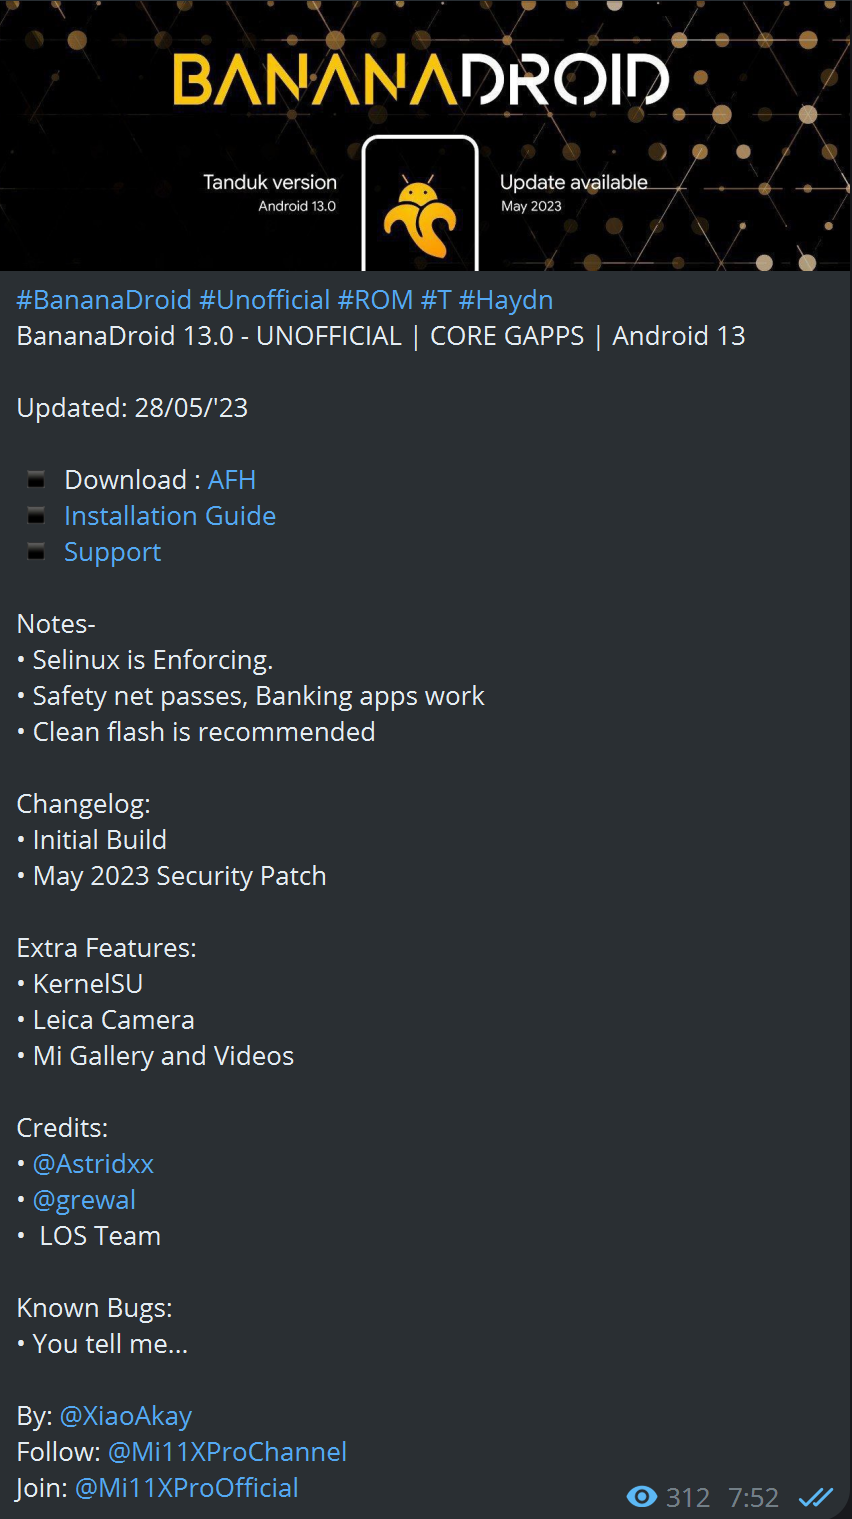 BANANADROID
Tanduk version
Android 13.0
Update available
May 2023
#BananaDroid #Unofficial #ROM #T #Haydn
BananaDroid 13.0 - UNOFFICIAL | CORE GAPPS | Android 13
Updated: 28/05/'23
▪ Download : AFH
▪ Installation Guide
▪ Support
Notes-
• Selinux is Enforcing.
• Safety net passes, Banking apps work
• Clean flash is recommended
Changelog:
• Initial Build
• May 2023 Security Patch
Extra Features:
• KernelSU
• Leica Camera
• Mi Gallery and Videos
Credits:
• @Astridxx
• @grewal
• LOS Team
Known Bugs:
• You tell me...
By: @XiaoAkay
Follow: @Mi11XProChannel
Join: @Mi11XProOfficial
312 7:52